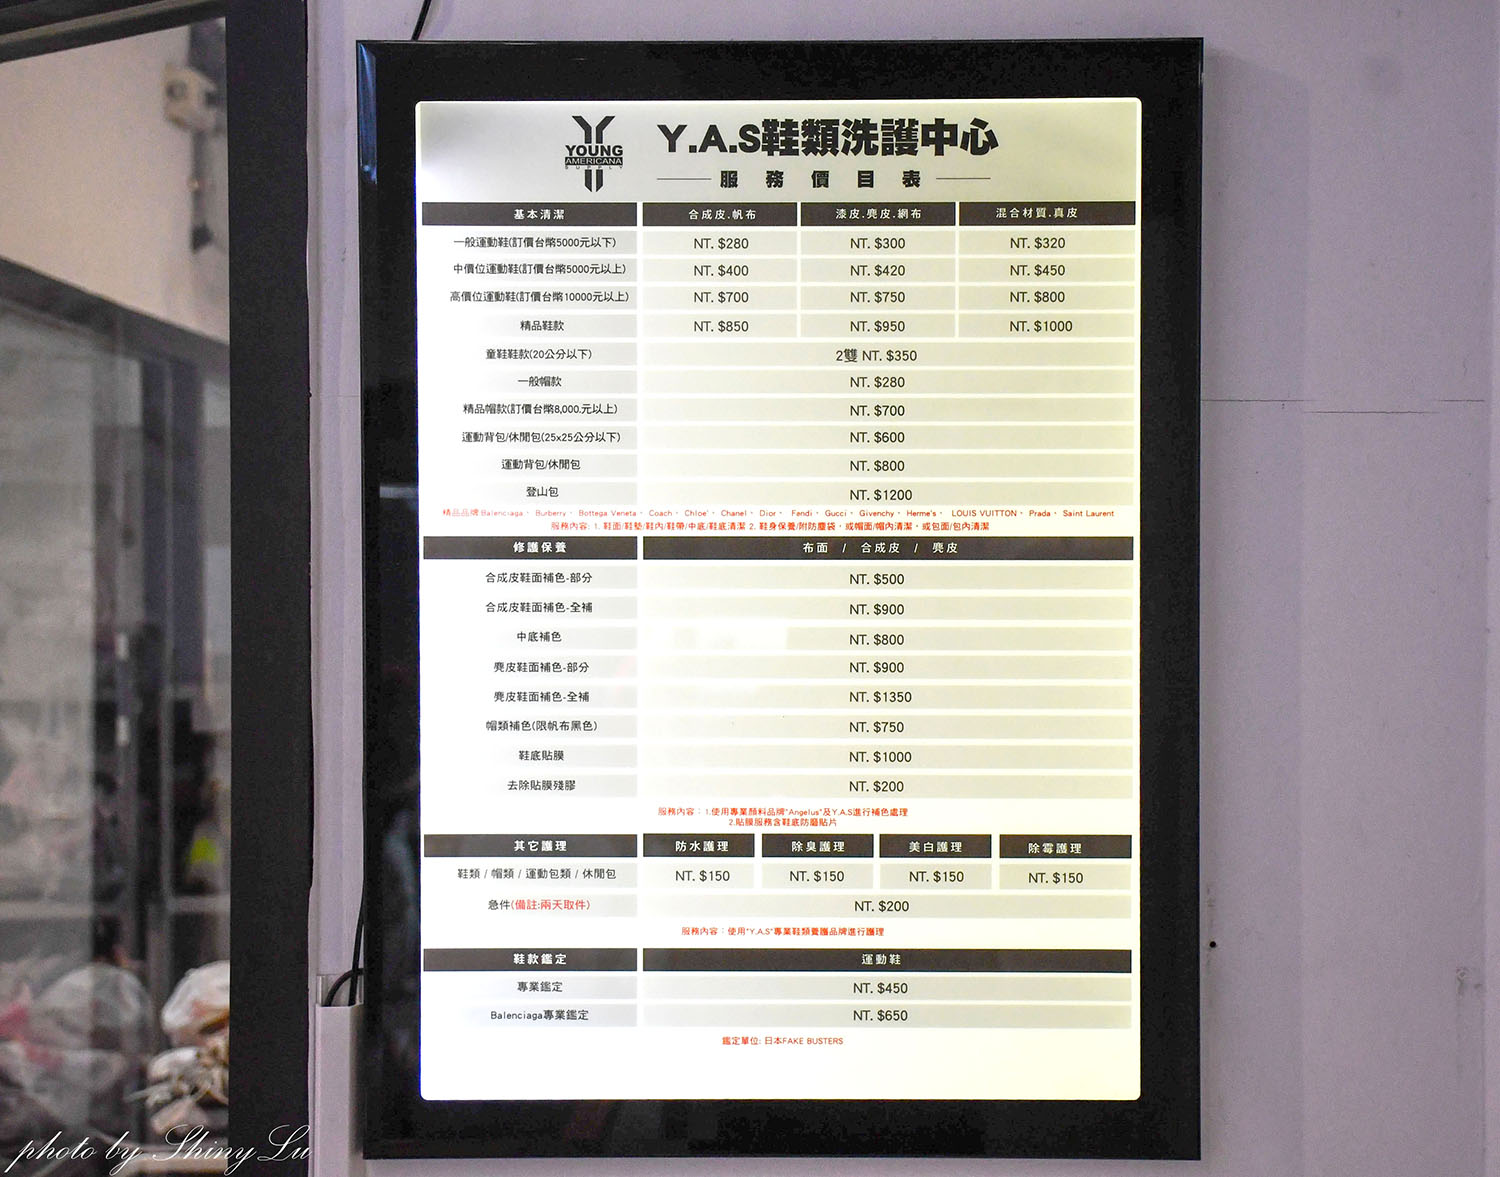 YOUNG
AMERICANA
SUPPLY
Y.A.S鞋類洗護中心
服務價目表
基本清潔 合成皮.帆布 漆皮.麂皮.網布 混合材質.真皮
一般運動鞋(訂價台幣5000元以下) NT. $280 NT. $300 NT. $320
中價位運動鞋(訂價台幣5000元以上) NT. $400 NT. $420 NT. $450
高價位運動鞋(訂價台幣10000元以上) NT. $700 NT. $750 NT. $800
精品鞋款 NT. $850 NT. $950 NT. $1000
童鞋鞋款(20公分以下) 2雙 NT. $350
一般帽款 NT. $280
精品帽款(訂價台幣8,000.元以上) NT. $700
運動背包/休閒包(25x25公分以下) NT. $600
運動背包/休閒包 NT. $800
登山包 NT. $1200
精品品牌:Balenciaga、Burberry、Bottega Veneta、Coach、Chloe'、Chanel、Dior、Fendi、Gucci、Givenchy、Herme's、LOUIS VUITTON、Prada、Saint Laurent
服務內容: 1. 鞋面/鞋墊/鞋內/鞋帶/中底/鞋底清潔 2. 鞋身保養/附防塵袋，或帽面/帽內清潔，或包面/包內清潔
修護保養 布面 / 合成皮 / 麂皮
合成皮鞋面補色-部分 NT. $500
合成皮鞋面補色-全補 NT. $900
中底補色 NT. $800
麂皮鞋面補色-部分 NT. $900
麂皮鞋面補色-全補 NT. $1350
帽類補色(限帆布黑色) NT. $750
鞋底貼膜 NT. $1000
去除貼膜殘膠 NT. $200
服務內容：1.使用專業顏料品牌"Angelus"及Y.A.S進行補色處理
2.貼膜服務含鞋底防磨貼片
其它護理 防水護理 除臭護理 美白護理 除霉護理
鞋類 / 帽類 / 運動包類 / 休閒包 NT. $150 NT. $150 NT. $150 NT. $150
急件(備註:兩天取件) NT. $200
服務內容：使用"Y.A.S"專業鞋類養護品牌進行護理
鞋款鑑定 運動鞋
專業鑑定 NT. $450
Balenciaga專業鑑定 NT. $650
鑑定單位: 日本FAKE BUSTERS
photo by Shiny Lu